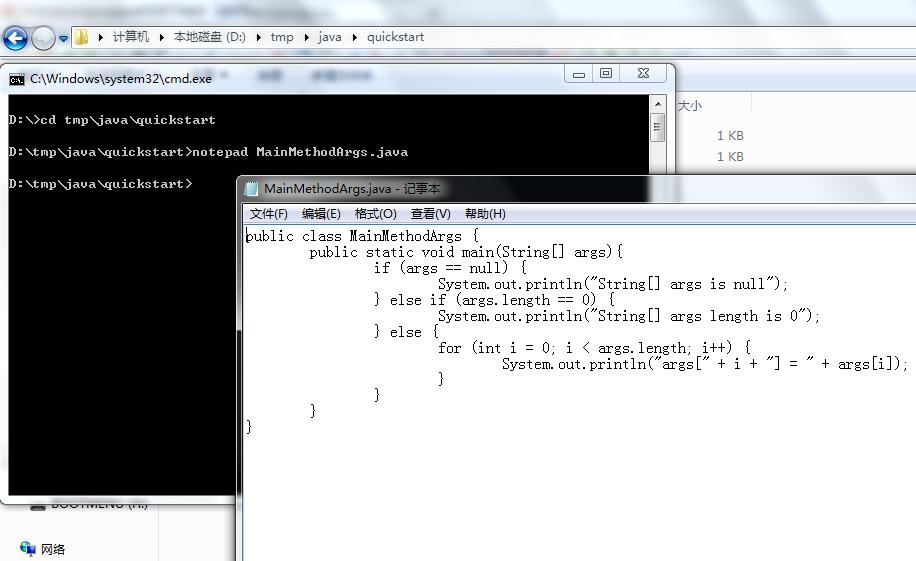 计算机 本地磁盘 (D:) tmp java quickstart
C:\Windows\system32\cmd.exe
大小
1 KB
1 KB
D:\>cd tmp\java\quickstart
D:\tmp\java\quickstart>notepad MainMethodArgs.java
D:\tmp\java\quickstart>
MainMethodArgs.java - 记事本
文件(F) 编辑(E) 格式(O) 查看(V) 帮助(H)
public class MainMethodArgs {
public static void main(String[] args){
if (args == null) {
System.out.println("String[] args is null");
} else if (args.length == 0) {
System.out.println("String[] args length is 0");
} else {
for (int i = 0; i < args.length; i++) {
System.out.println("args[" + i + "] = " + args[i]);
}
}
}
}
网络